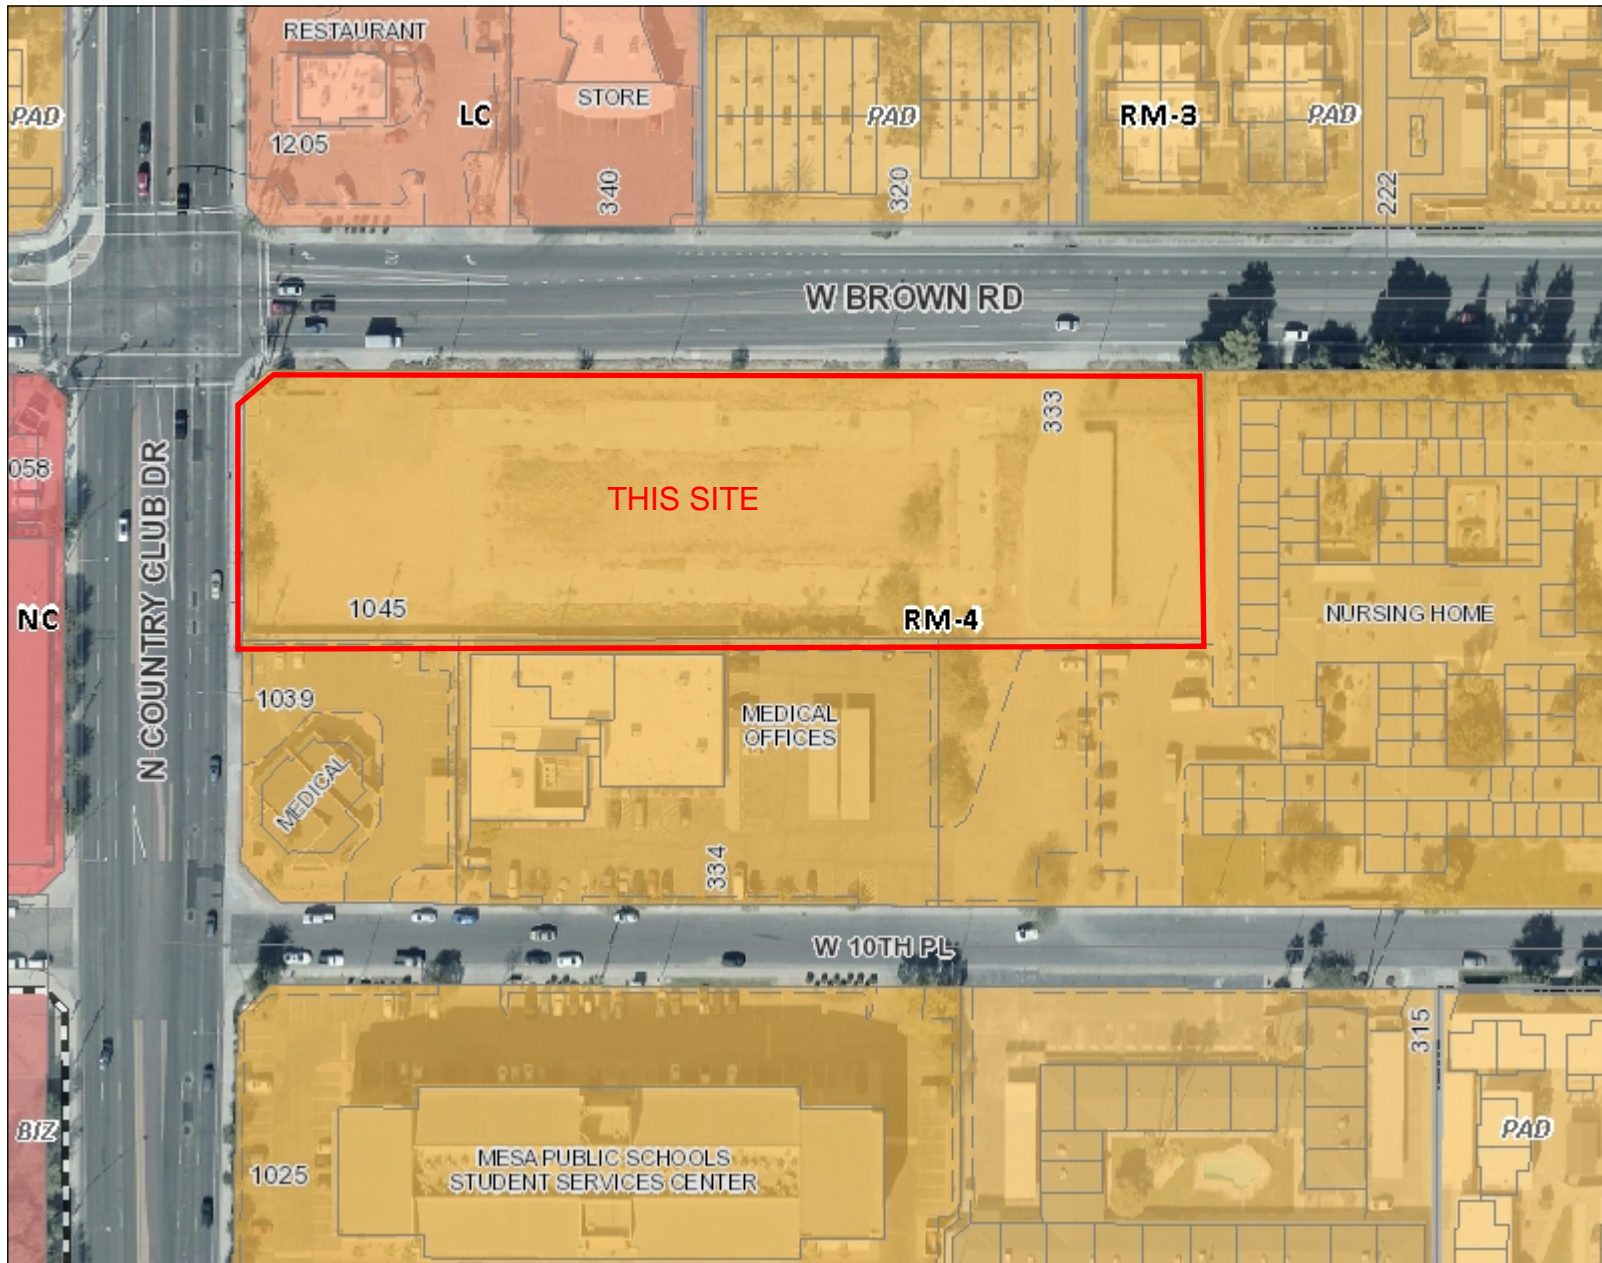 RESTAURANT
PAD
LC
STORE
PAD
RM-3
PAD
1205
340
320
222
W BROWN RD
333
058
N COUNTRY CLUB DR
THIS SITE
1045
RM-4
NC
NURSING HOME
1039
MEDICAL
OFFICES
MEDICAL
334
W 10TH PL
315
BIZ
PAD
1025
MESA PUBLIC SCHOOLS
STUDENT SERVICES CENTER